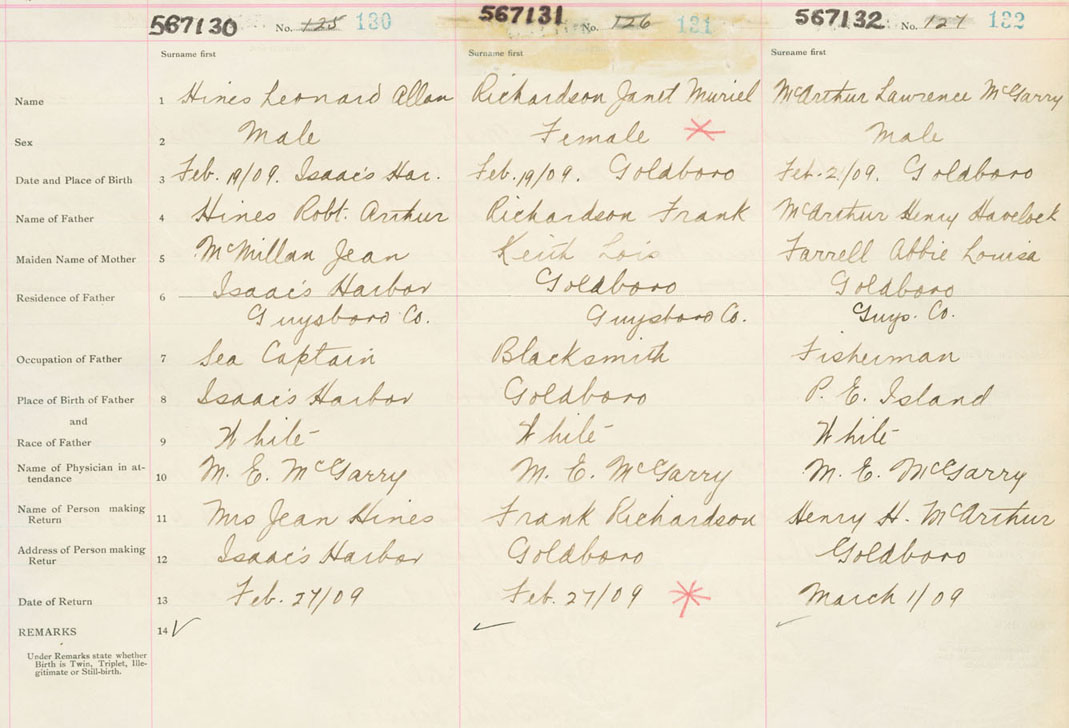 567130 No. 125 130 567131 No. 126 131 567132 No. 127 132
Surname first Surname first Surname first
Name 1 Hines Leonard Allan Richardson Janet Muriel McArthur Lawrence McGarry
Sex 2 Male Female Male
Date and Place of Birth 3 Feb. 19/09. Isaac's Har. Feb. 19/09. Goldboro Feb. 21/09. Goldboro
Name of Father 4 Hines Robt. Arthur Richardson Frank McArthur Henry Havelock
Maiden Name of Mother 5 McMillan Jean Keith Lois Farrell Abbie Louisa
Residence of Father 6 Isaac's Harbor Goldboro Goldboro
Guysboro Co. Guysboro Co. Guys. Co.
Occupation of Father 7 Sea Captain Blacksmith Fisherman
Place of Birth of Father 8 Isaac's Harbor Goldboro P. E. Island
and
Race of Father 9 White White White
Name of Physician in at-
tendance 10 M. E. McGarry M. E. McGarry M. E. McGarry
Name of Person making
Return 11 Mrs Jean Hines Frank Richardson Henry H. McArthur
Address of Person making
Retur 12 Isaac's Harbor Goldboro Goldboro
Date of Return 13 Feb. 27/09 Feb. 27/09 March 1/09
REMARKS 14
Under Remarks state whether
Birth is Twin, Triplet, Ille-
gitimate or Still-birth.